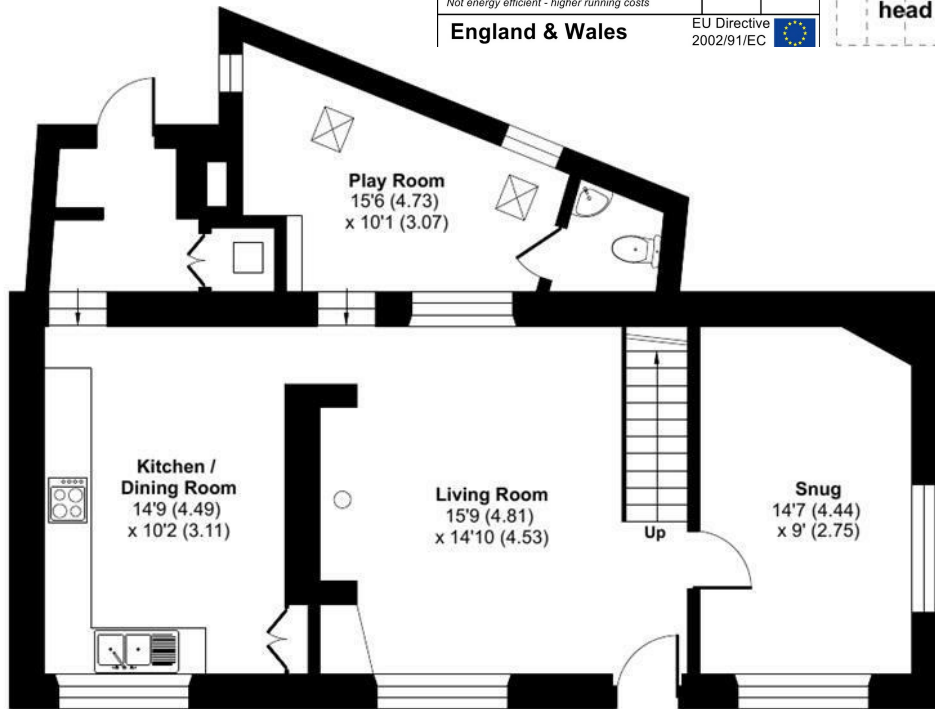 Not energy efficient - higher running costs
England & Wales
EU Directive
2002/91/EC
head
Play Room
15'6 (4.73)
x 10'1 (3.07)
Kitchen /
Dining Room
14'9 (4.49)
x 10'2 (3.11)
Living Room
15'9 (4.81)
x 14'10 (4.53)
Up
Snug
14'7 (4.44)
x 9' (2.75)